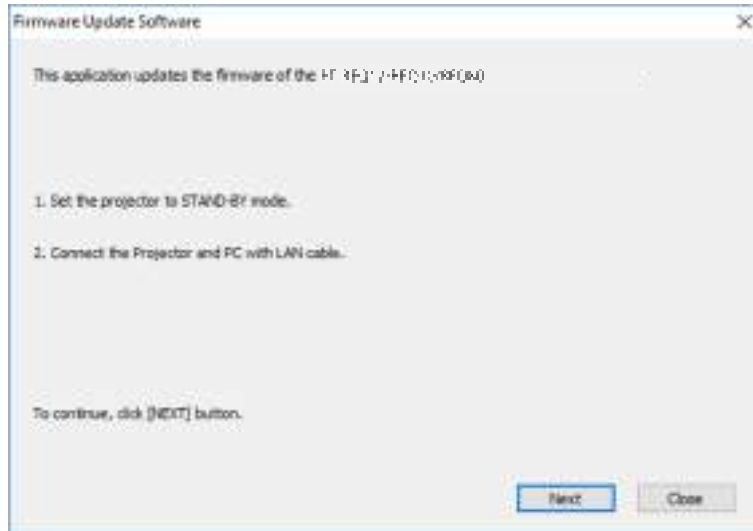 Firmware Update Software
This application updates the firmware of the
1. Set the projector to STAND-BY mode.
2. Connect the Projector and PC with LAN cable.
To continue, click [NEXT] button.
Next Close